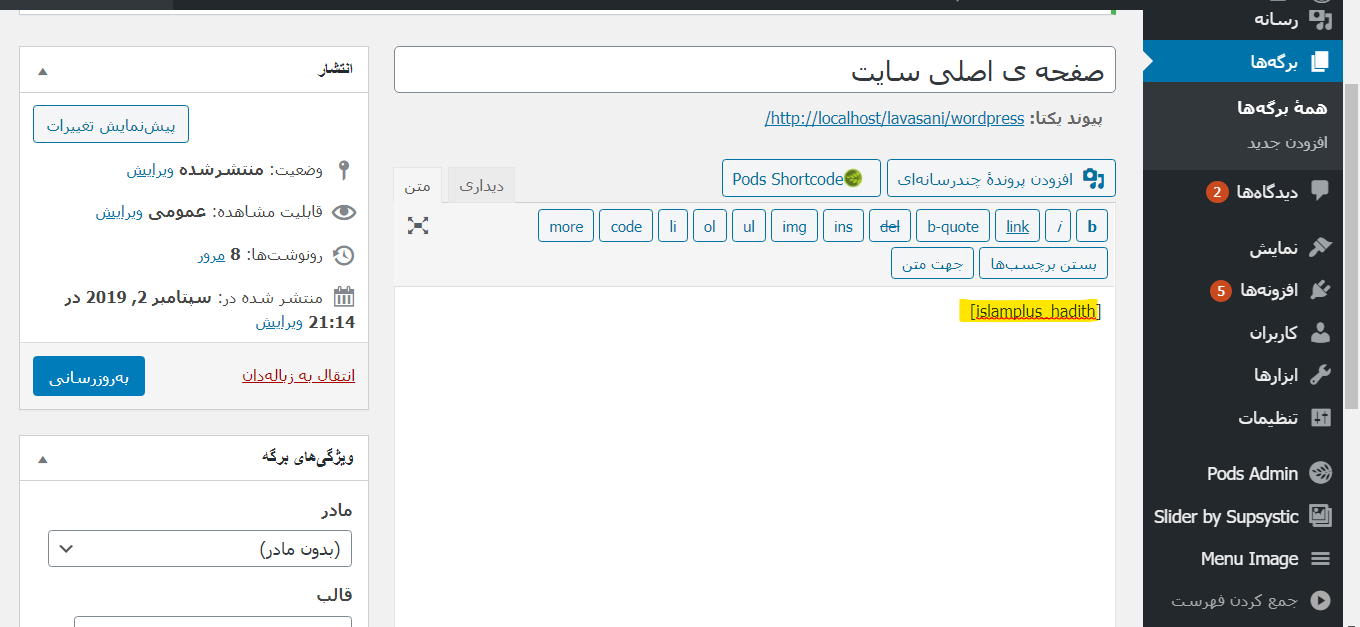 رسانه
برگه‌ها
همهٔ برگه‌ها
افزودن جدید
دیدگاه‌ها 2
نمایش
افزونه‌ها 5
کاربران
ابزارها
تنظیمات
Pods Admin
Slider by Supsystic
Menu Image
جمع کردن فهرست
صفحه ی اصلی سایت
پیوند یکتا: http://localhost/lavasani/wordpress/
افزودن پروندهٔ چندرسانه‌ای
Pods Shortcode
دیداری
متن
b i link b-quote del ins img ul ol li code more
بستن برچسب‌ها جهت متن
[islamplus_hadith]
انتشار
پیش‌نمایش تغییرات
وضعیت: منتشرشده ویرایش
قابلیت مشاهده: عمومی ویرایش
رونوشت‌ها: 8 مرور
منتشر شده در: سپتامبر 2, 2019 در
21:14 ویرایش
انتقال به زباله‌دان
به‌روزرسانی
ویژگی‌های برگه
مادر
(بدون مادر)
قالب